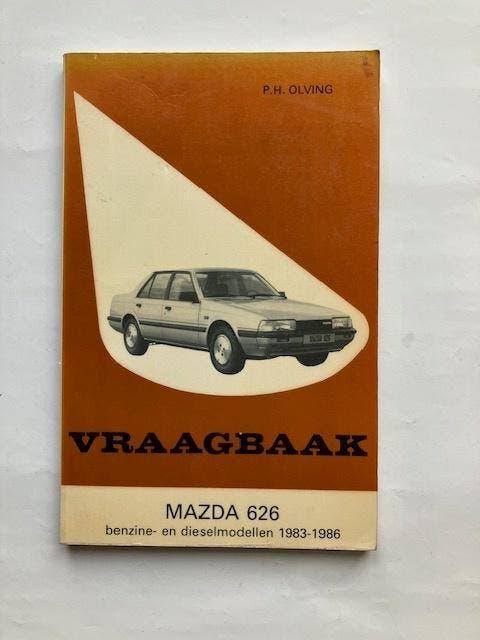 P.H. OLVING
VRAAGBAAK
MAZDA 626
benzine- en dieselmodellen 1983-1986